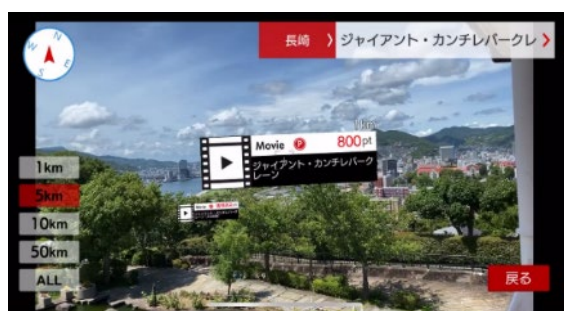 N
W
E
S
長崎 〉 ジャイアント・カンチレバークレ 〉
1km
Movie P 800pt
ジャイアント・カンチレバーク
レーン
Movie
1km
5km
10km
50km
ALL
戻る